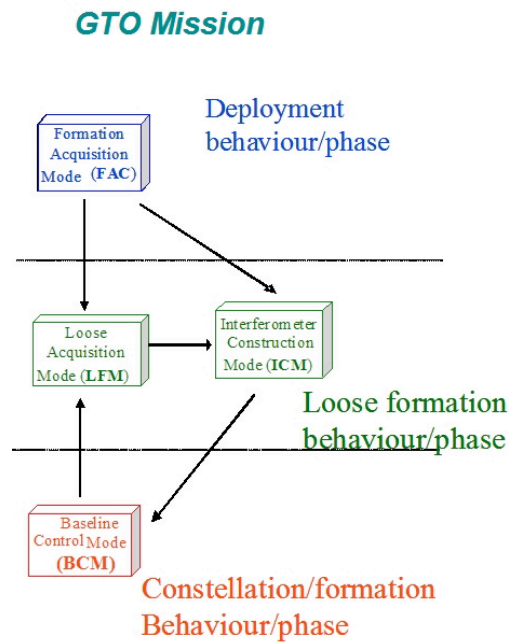 GTO Mission
Deployment
behaviour/phase
Formation
Acquisition
Mode (FAC)
Loose
Acquisition
Mode (LFM)
Interferometer
Construction
Mode (ICM)
Loose formation
behaviour/phase
Baseline
Control Mode
(BCM)
Constellation/formation
Behaviour/phase